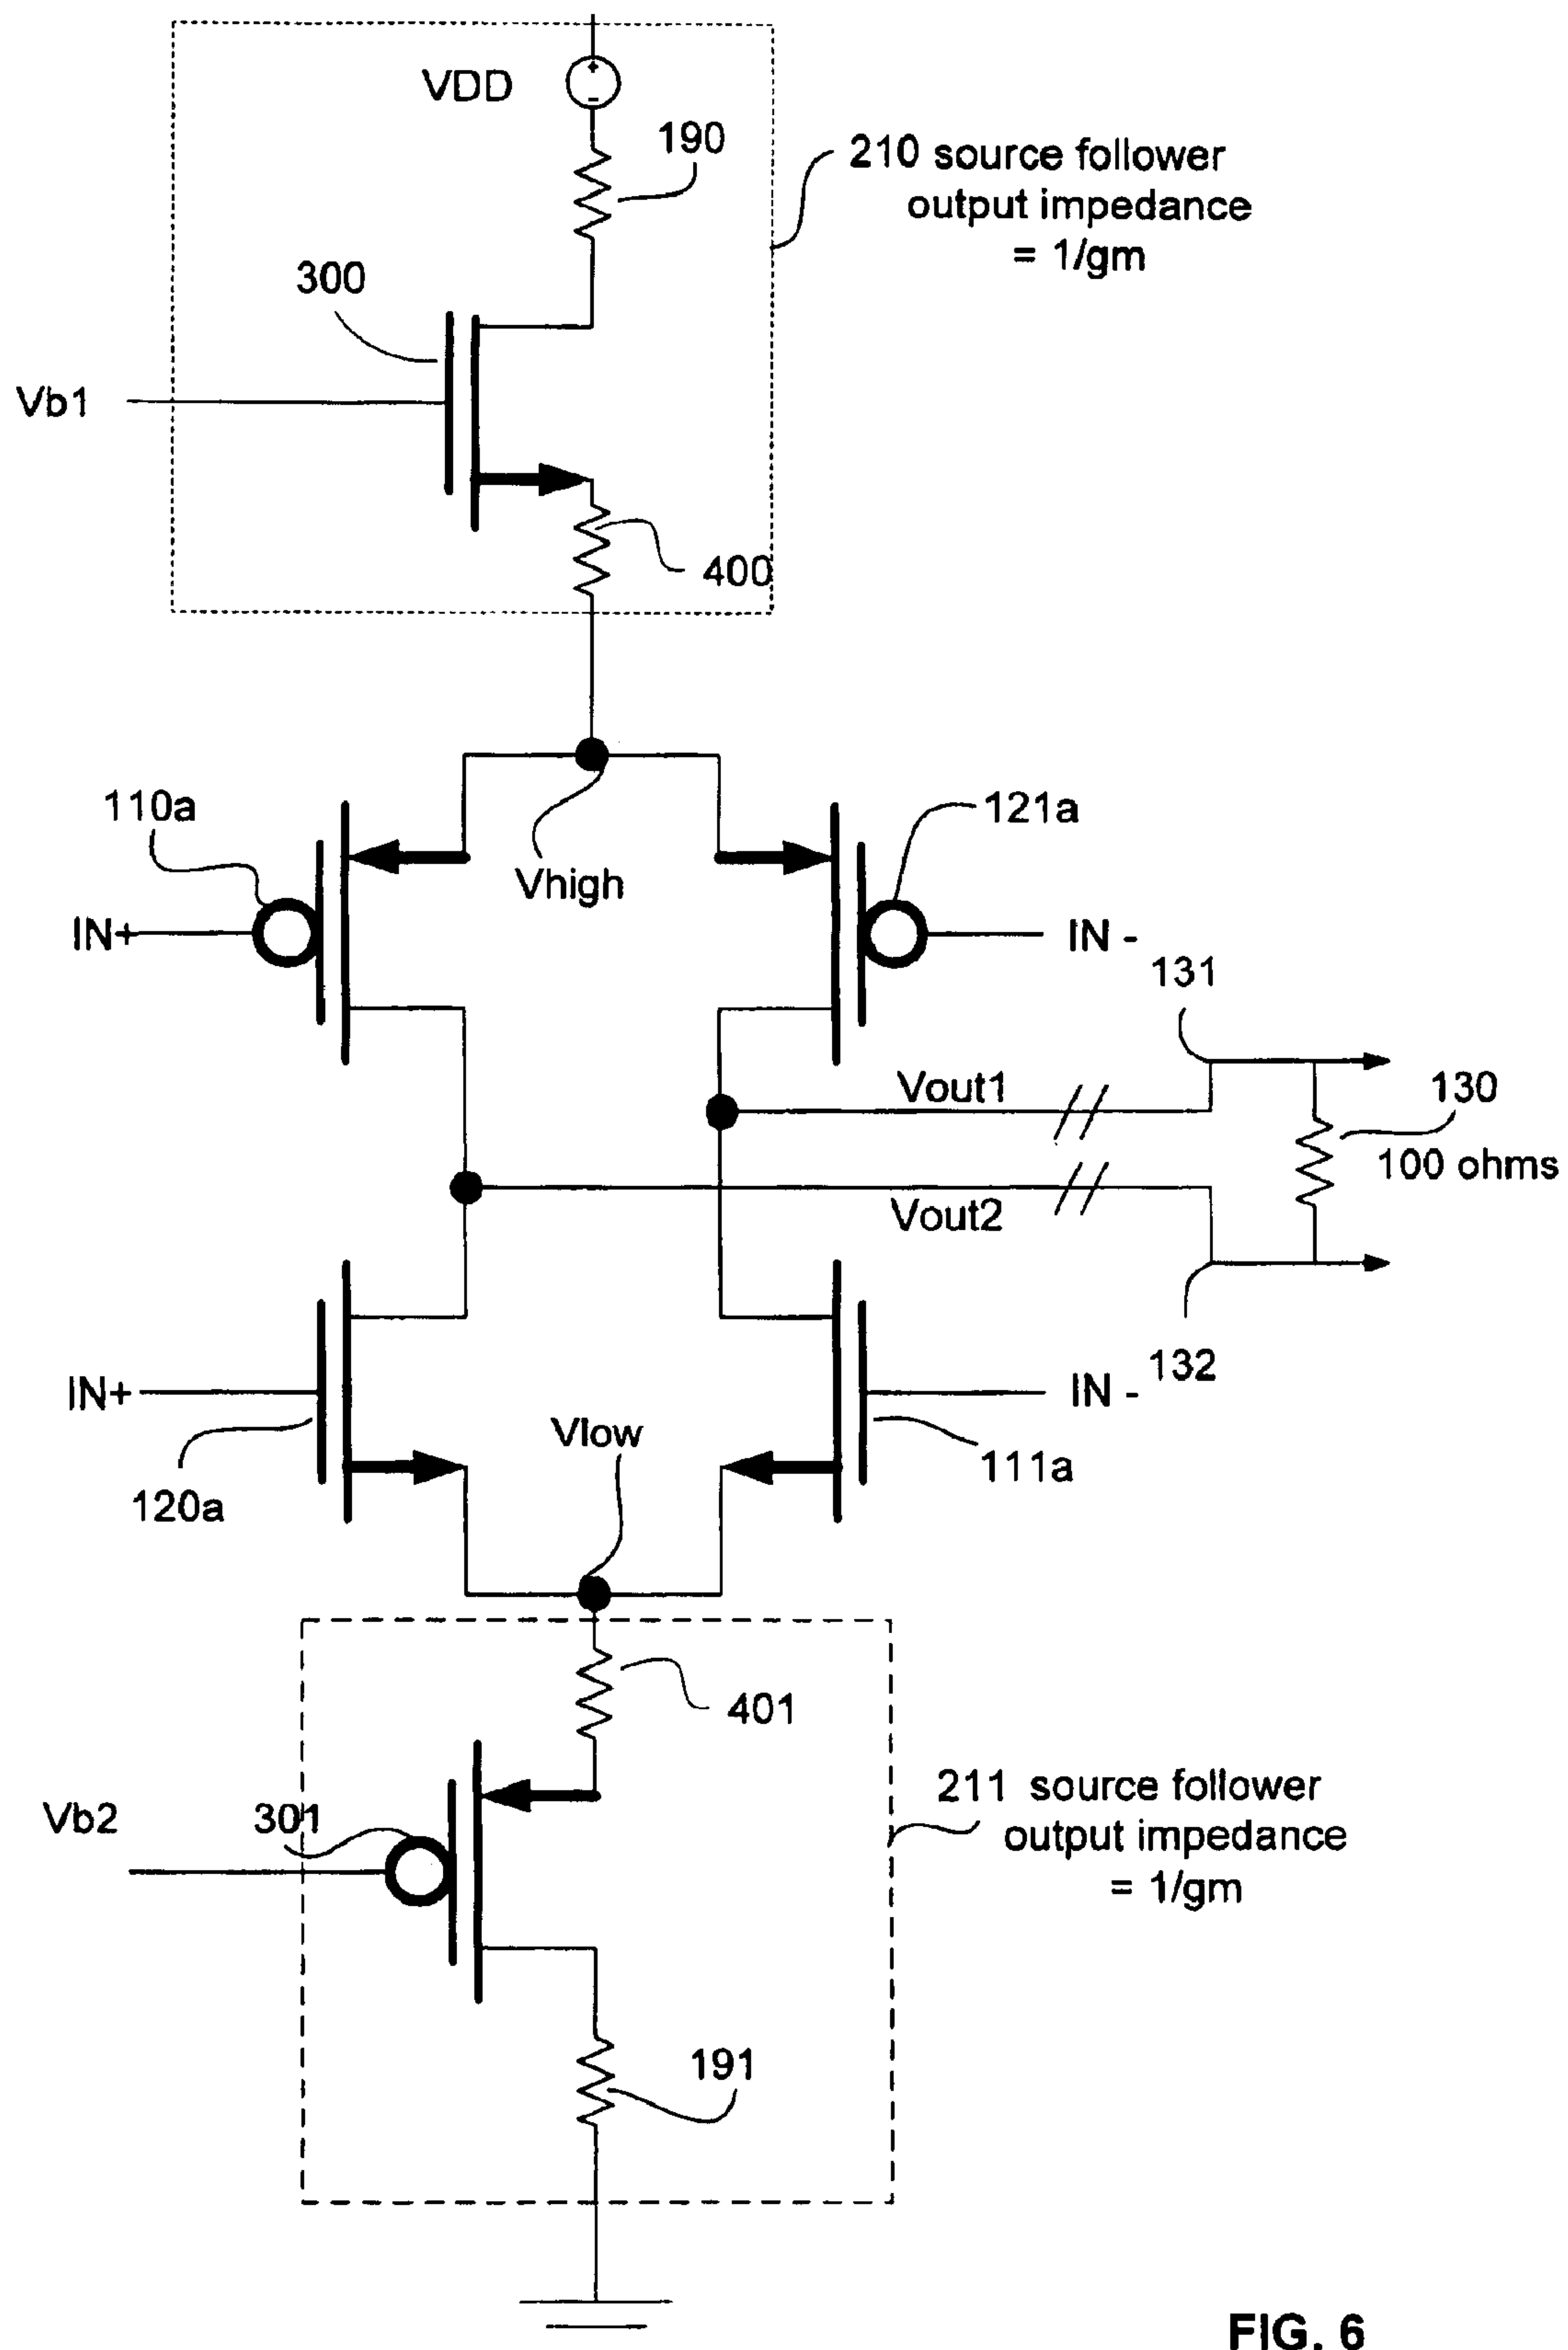 VDD
190
210 source follower
output impedance
= 1/gm
300
Vb1
400
110a
121a
Vhigh
IN+
IN -
131
Vout1
130
100 ohms
Vout2
IN+
IN -
132
Vlow
120a
111a
401
Vb2
301
211 source follower
output impedance
= 1/gm
191
FIG. 6